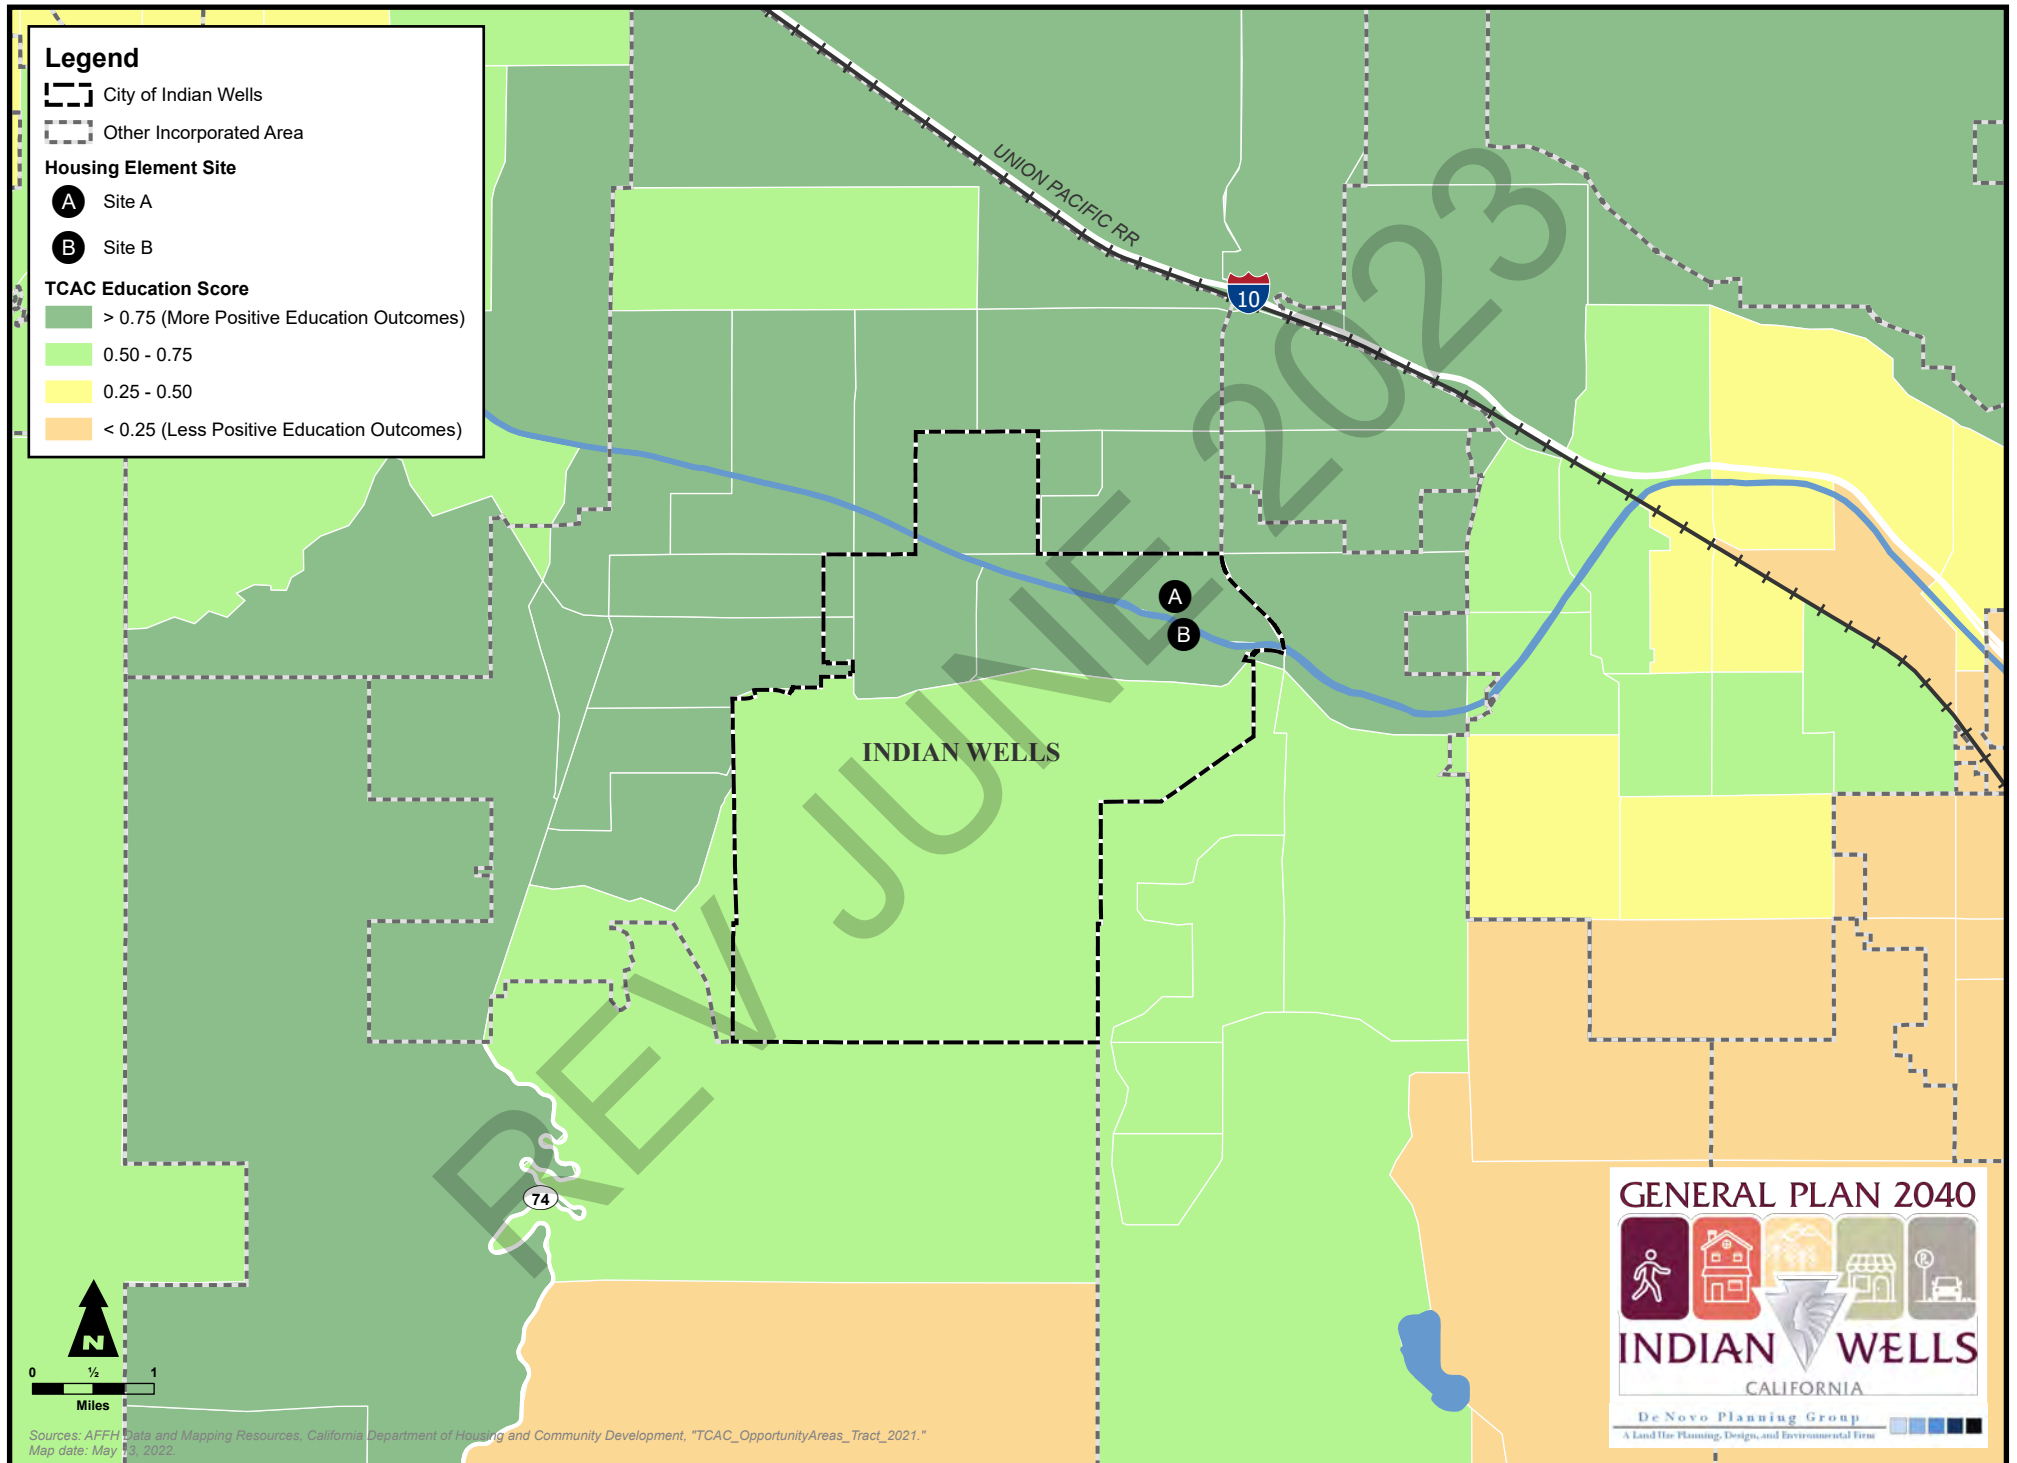 Legend
City of Indian Wells
Other Incorporated Area
Housing Element Site
A Site A
B Site B
TCAC Education Score
> 0.75 (More Positive Education Outcomes)
0.50 - 0.75
0.25 - 0.50
< 0.25 (Less Positive Education Outcomes)
UNION PACIFIC RR
10
A
B
INDIAN WELLS
REV JUNE 2023
74
N
0 ½ 1
Miles
Sources: AFFH Data and Mapping Resources, California Department of Housing and Community Development, "TCAC_OpportunityAreas_Tract_2021."
Map date: May 13, 2022.
GENERAL PLAN 2040
INDIAN WELLS
CALIFORNIA
De Novo Planning Group
A Land Use Planning, Design, and Environmental Firm